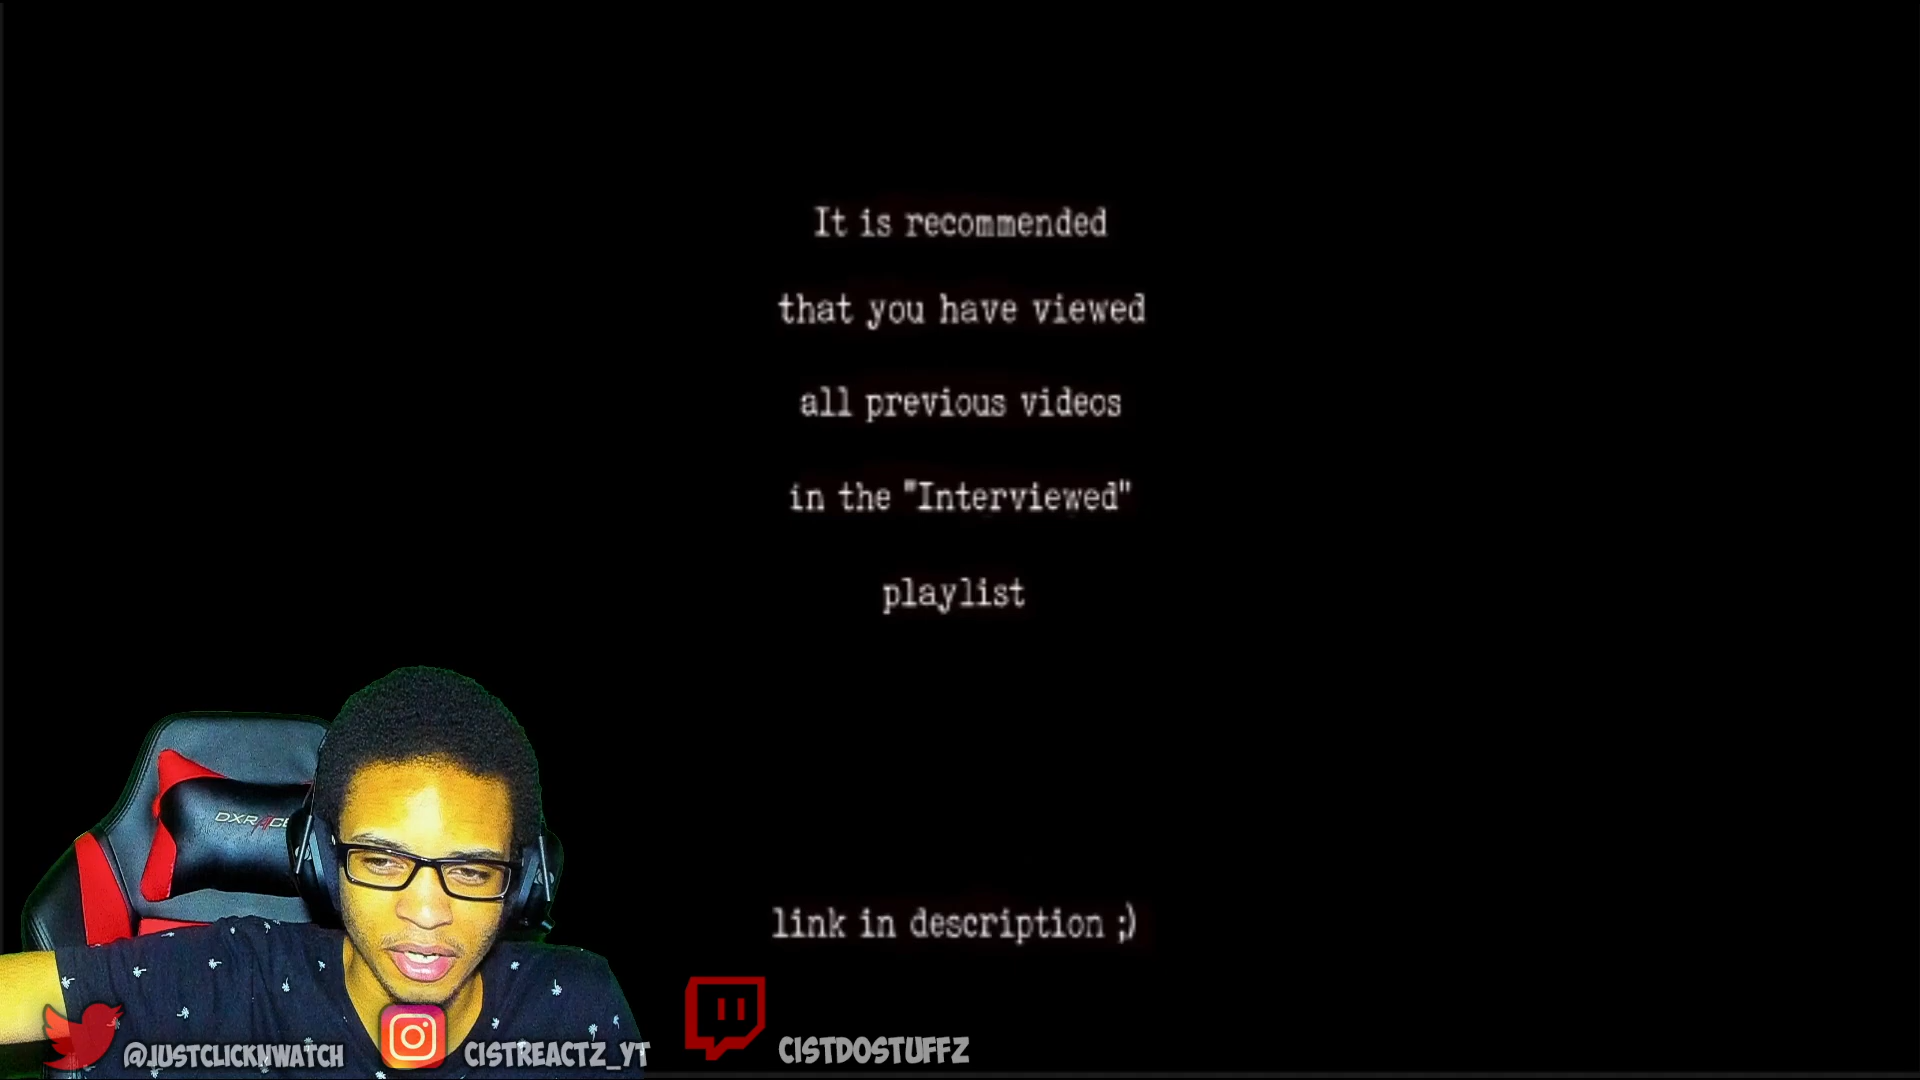 It is recommended
that you have viewed
all previous videos
in the "Interviewed"
playlist
link in description ;)
@JUSTCLICKNWATCH
CISTREACTZ_YT
CISTDOSTUFFZ